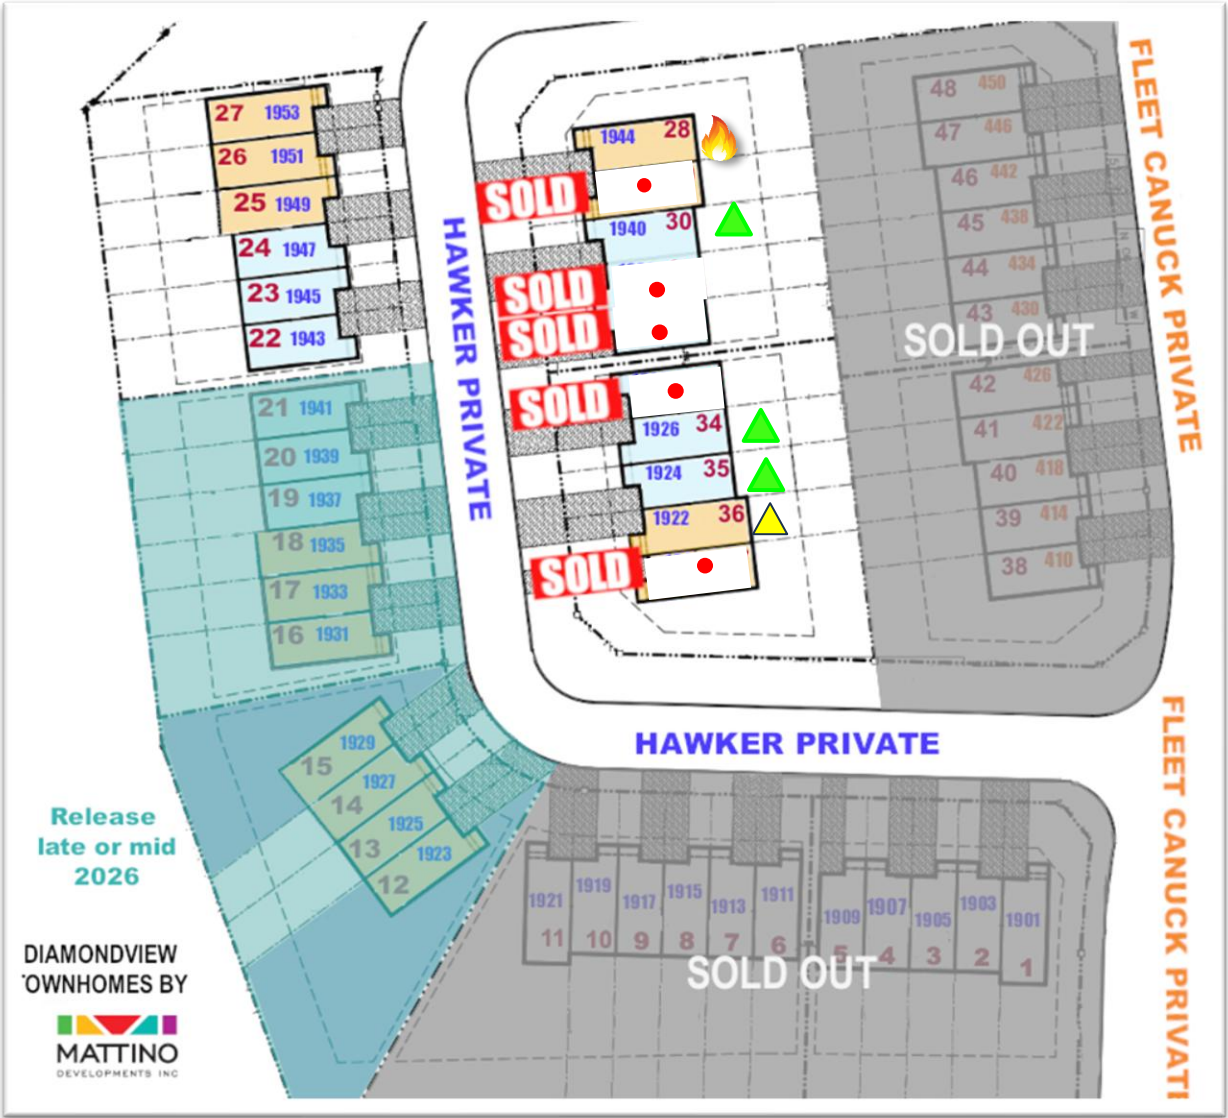 27 1953
26 1951
25 1949
24 1947
23 1945
22 1943
21 1941
20 1939
19 1937
18 1935
17 1933
16 1931
1929
15
1927
14
1925
13
1923
12
HAWKER PRIVATE
1944 28
SOLD
1940 30
SOLD
SOLD
SOLD
1926 34
1924 35
1922 36
SOLD
48 450
47 446
46 442
45 438
44 434
43 430
SOLD OUT
42 426
41 422
40 418
39 414
38 410
FLEET CANUCK PRIVATE
HAWKER PRIVATE
FLEET CANUCK PRIVATE
1921 1919 1917 1915 1913 1911 1909 1907 1905 1903 1901
11 10 9 8 7 6 5 4 3 2 1
SOLD OUT
Release
late or mid
2026
DIAMONDVIEW
OWNHOMES BY
MATTINO
DEVELOPMENTS INC